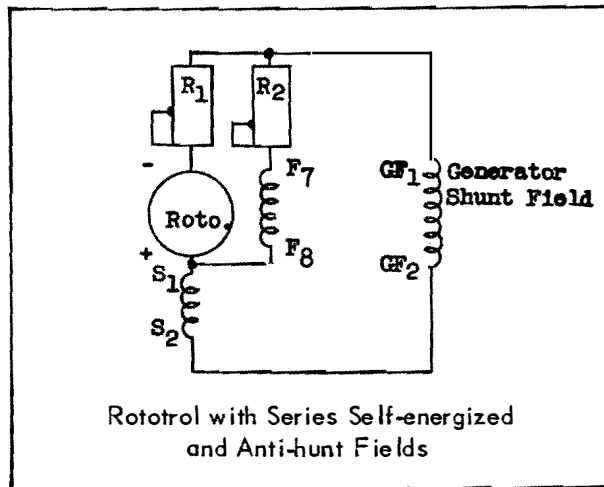 R1
R2
-
F7
GF1
Generator
Shunt Field
Roto.
+
F8
S1
GF2
S2
Rototrol with Series Self-energized
and Anti-hunt Fields